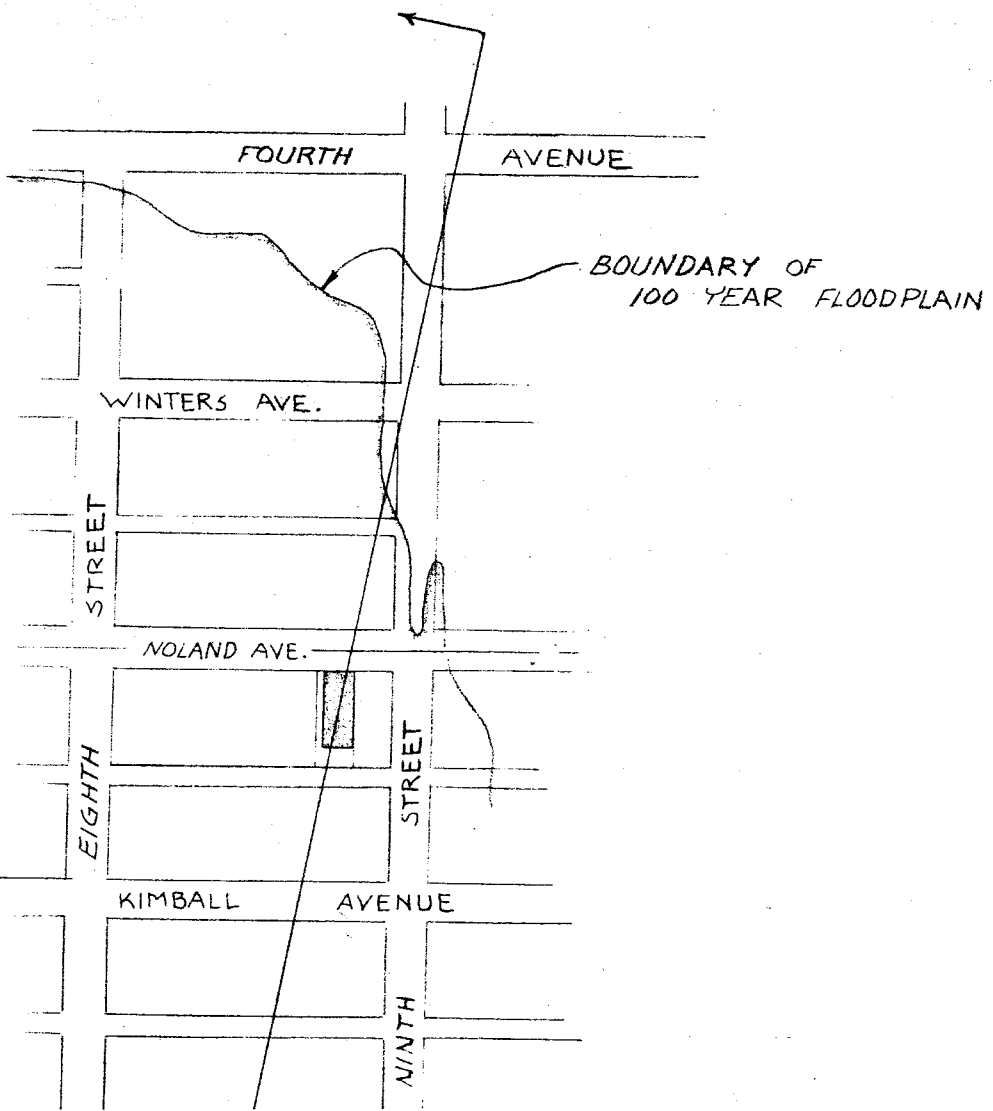 FOURTH AVENUE
BOUNDARY OF
100 YEAR FLOODPLAIN
WINTERS AVE.
EIGHTH STREET
NOLAND AVE.
NINTH STREET
KIMBALL AVENUE